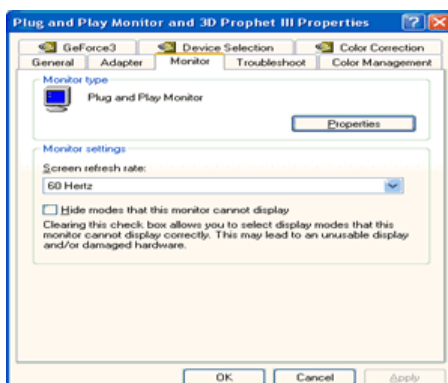 Plug and Play Monitor and 3D Prophet III Properties
GeForce3 Device Selection Color Correction
General Adapter Monitor Troubleshoot Color Management
Monitor type
Plug and Play Monitor
Properties
Monitor settings
Screen refresh rate:
60 Hertz
Hide modes that this monitor cannot display
Clearing this check box allows you to select display modes that this
monitor cannot display correctly. This may lead to an unusable display
and/or damaged hardware.
OK Cancel Apply